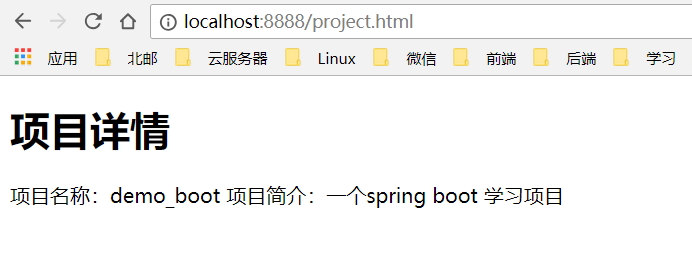 localhost:8888/project.html
应用 北邮 云服务器 Linux 微信 前端 后端 学习
项目详情
项目名称：demo_boot 项目简介：一个spring boot 学习项目